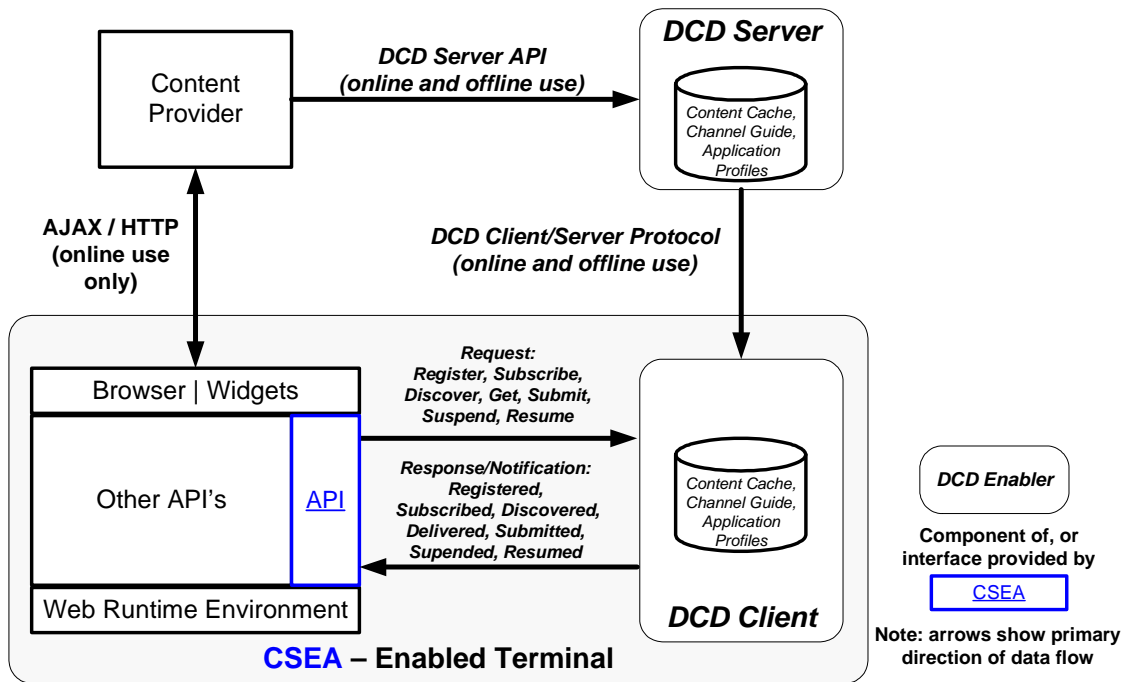 DCD Server
DCD Server API
(online and offline use)
Content
Provider
Content Cache,
Channel Guide,
Application
Profiles
AJAX / HTTP
(online use
only)
DCD Client/Server Protocol
(online and offline use)
Request:
Register, Subscribe,
Discover, Get, Submit,
Suspend, Resume
Browser | Widgets
Other API's
API
Response/Notification:
Registered,
Subscribed, Discovered,
Delivered, Submitted,
Supended, Resumed
Content Cache,
Channel Guide,
Application
Profiles
Web Runtime Environment
DCD Client
CSEA – Enabled Terminal
DCD Enabler
Component of, or
interface provided by
CSEA
Note: arrows show primary
direction of data flow